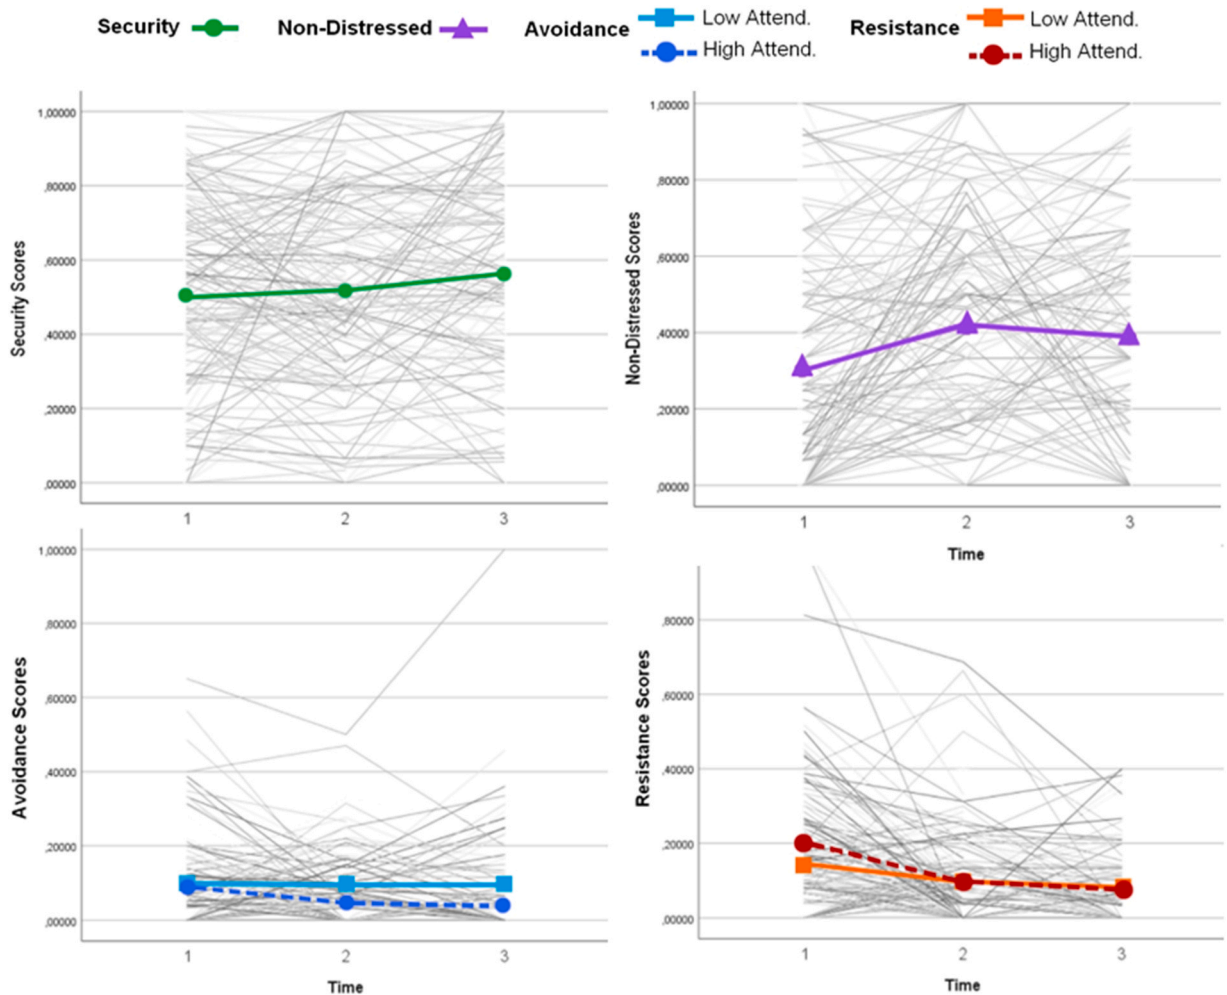 Security Non-Distressed Avoidance Low Attend. Resistance Low Attend.
High Attend. High Attend.
Security Scores
1,00000
,80000
,60000
,40000
,20000
,00000
1 2 3
Non-Distressed Scores
1,00000
,80000
,60000
,40000
,20000
,00000
1 2 3
Time
Avoidance Scores
1,00000
,80000
,60000
,40000
,20000
,00000
1 2 3
Time
Resistance Scores
,80000
,60000
,40000
,20000
,00000
1 2 3
Time